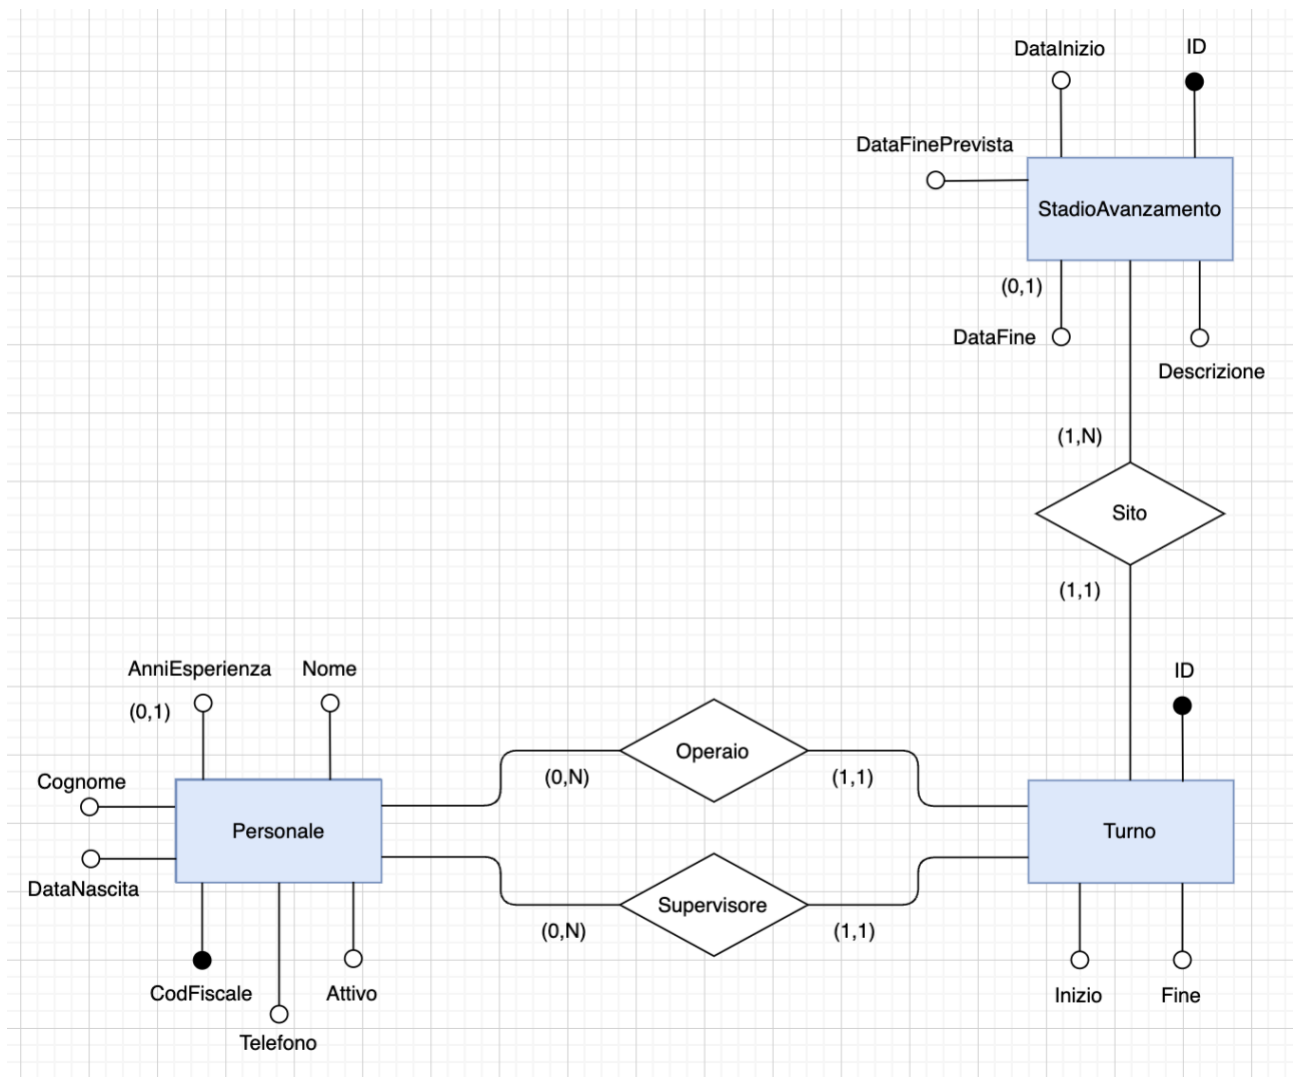 DataInizio
ID
DataFinePrevista
StadioAvanzamento
(0,1)
DataFine
Descrizione
(1,N)
Sito
(1,1)
AnniEsperienza
Nome
ID
(0,1)
Operaio
(0,N)
(1,1)
Cognome
Personale
Turno
DataNascita
Supervisore
(0,N)
(1,1)
CodFiscale
Attivo
Inizio
Fine
Telefono